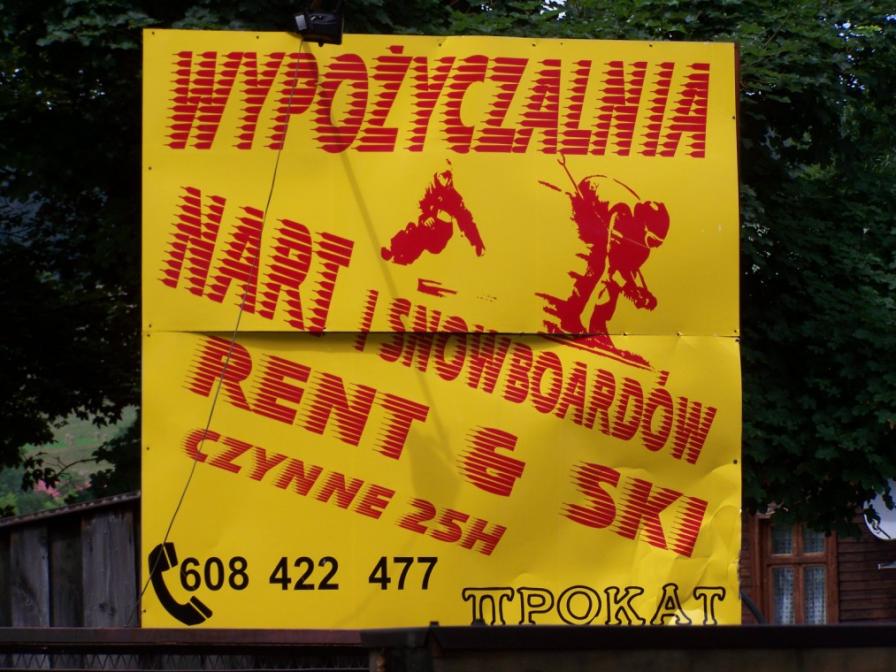 WYPOŻYCZALNIA
NART
I SNOWBOARDÓW
RENT & SKI
CZYNNE 25H
608 422 477
ПРОКАТ